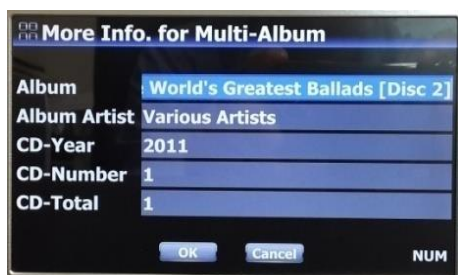 More Info. for Multi-Album
Album : World's Greatest Ballads [Disc 2]
Album Artist Various Artists
CD-Year 2011
CD-Number 1
CD-Total 1
OK Cancel NUM